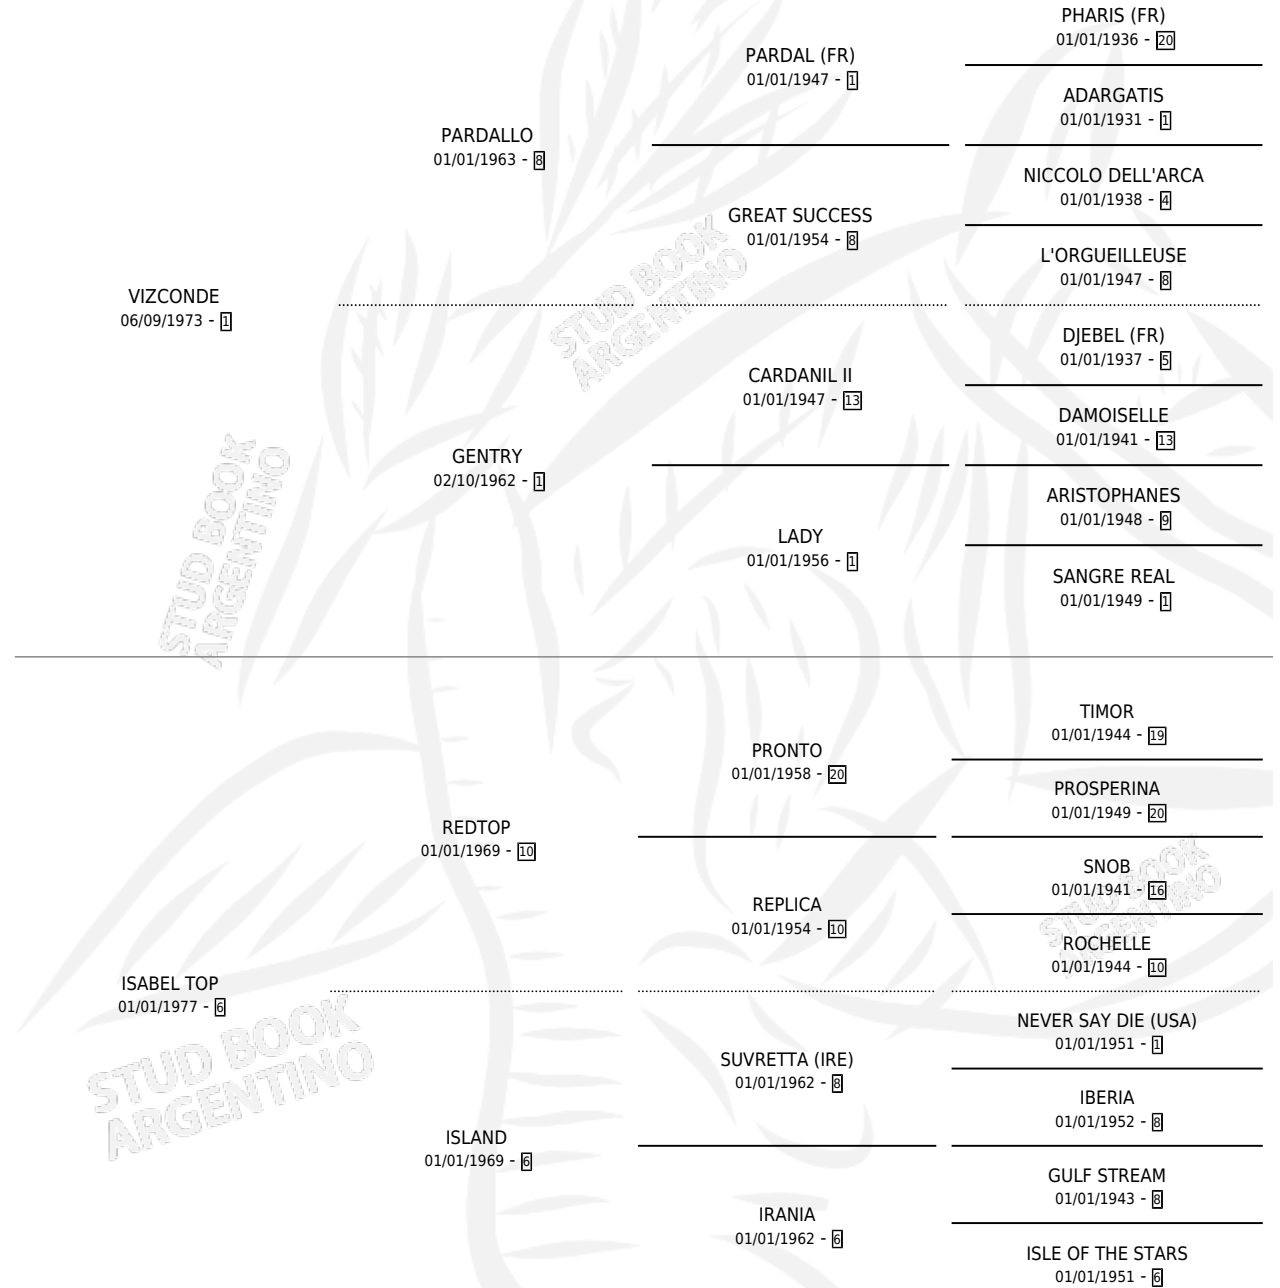 PHARIS (FR)
01/01/1936 - 20
PARDAL (FR)
01/01/1947 - 1
ADARGATIS
01/01/1931 - 1
PARDALLO
01/01/1963 - 8
NICCOLO DELL'ARCA
01/01/1938 - 4
GREAT SUCCESS
01/01/1954 - 8
L'ORGUEILLEUSE
01/01/1947 - 8
VIZCONDE
06/09/1973 - 1
STUD BOOK
ARGENTINO
DJEBEL (FR)
01/01/1937 - 5
CARDANIL II
01/01/1947 - 13
DAMOISELLE
01/01/1941 - 13
GENTRY
02/10/1962 - 1
ARISTOPHANES
01/01/1948 - 9
LADY
01/01/1956 - 1
SANGRE REAL
01/01/1949 - 1
STUD BOOK
ARGENTINO
TIMOR
01/01/1944 - 19
PRONTO
01/01/1958 - 20
PROSPERINA
01/01/1949 - 20
REDTOP
01/01/1969 - 10
SNOB
01/01/1941 - 16
REPLICA
01/01/1954 - 10
STUD BOOK
ARGENTINO
ROCHELLE
01/01/1944 - 10
ISABEL TOP
01/01/1977 - 6
NEVER SAY DIE (USA)
01/01/1951 - 1
SUVRETTA (IRE)
01/01/1962 - 8
STUD BOOK
ARGENTINO
IBERIA
01/01/1952 - 8
ISLAND
01/01/1969 - 6
GULF STREAM
01/01/1943 - 8
IRANIA
01/01/1962 - 6
ISLE OF THE STARS
01/01/1951 - 6